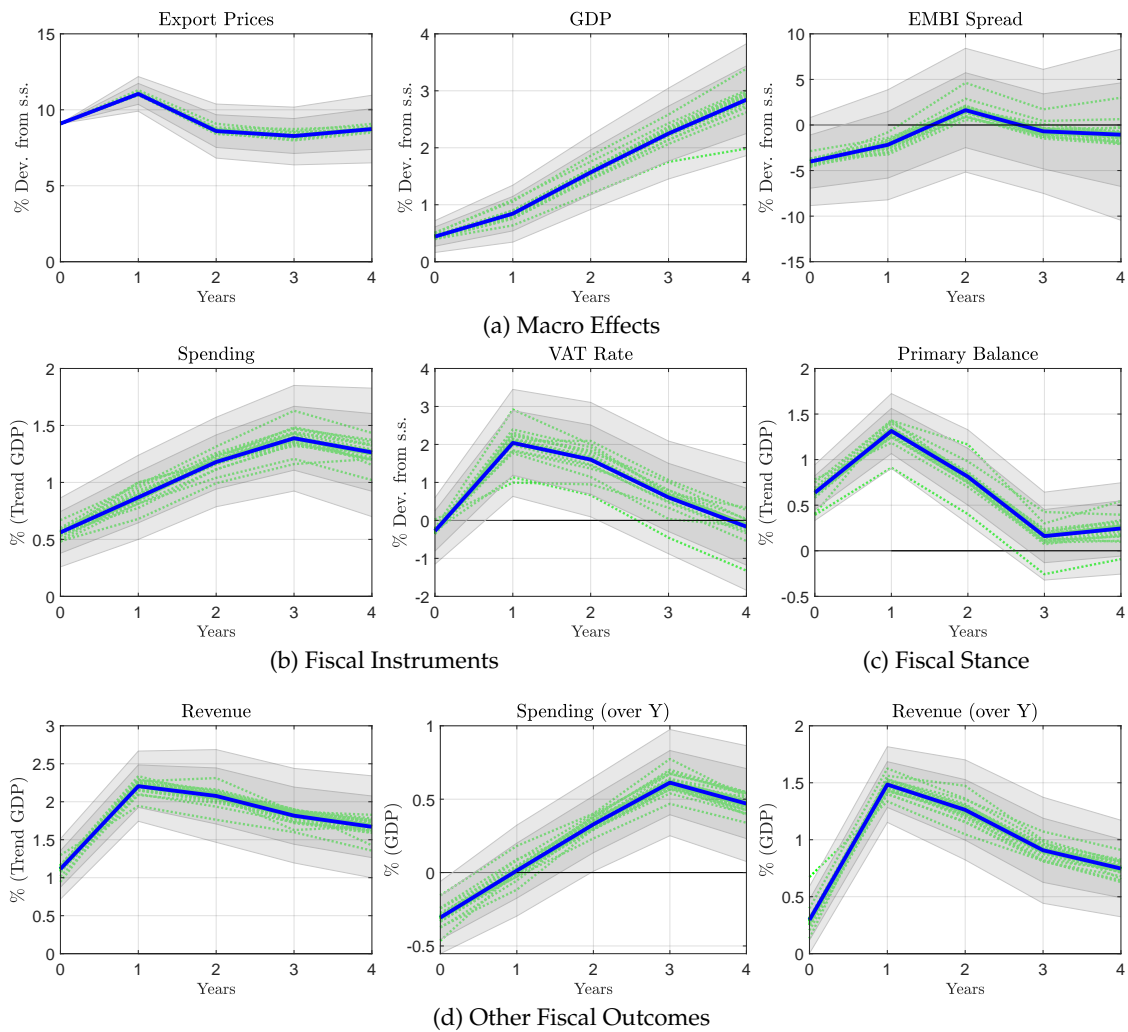 Export Prices
% Dev. from s.s.
15
10
5
0
0 1 2 3 4
Years
GDP
% Dev. from s.s.
4
3
2
1
0
0 1 2 3 4
Years
EMBI Spread
% Dev. from s.s.
10
5
0
-5
-10
-15
0 1 2 3 4
Years
(a) Macro Effects
Spending
% (Trend GDP)
2
1.5
1
0.5
0
0 1 2 3 4
Years
VAT Rate
% Dev. from s.s.
4
3
2
1
0
-1
-2
0 1 2 3 4
Years
Primary Balance
% (Trend GDP)
2
1.5
1
0.5
0
-0.5
0 1 2 3 4
Years
(b) Fiscal Instruments
(c) Fiscal Stance
Revenue
% (Trend GDP)
3
2.5
2
1.5
1
0.5
0
0 1 2 3 4
Years
Spending (over Y)
% (GDP)
1
0.5
0
-0.5
0 1 2 3 4
Years
Revenue (over Y)
% (GDP)
2
1.5
1
0.5
0
0 1 2 3 4
Years
(d) Other Fiscal Outcomes